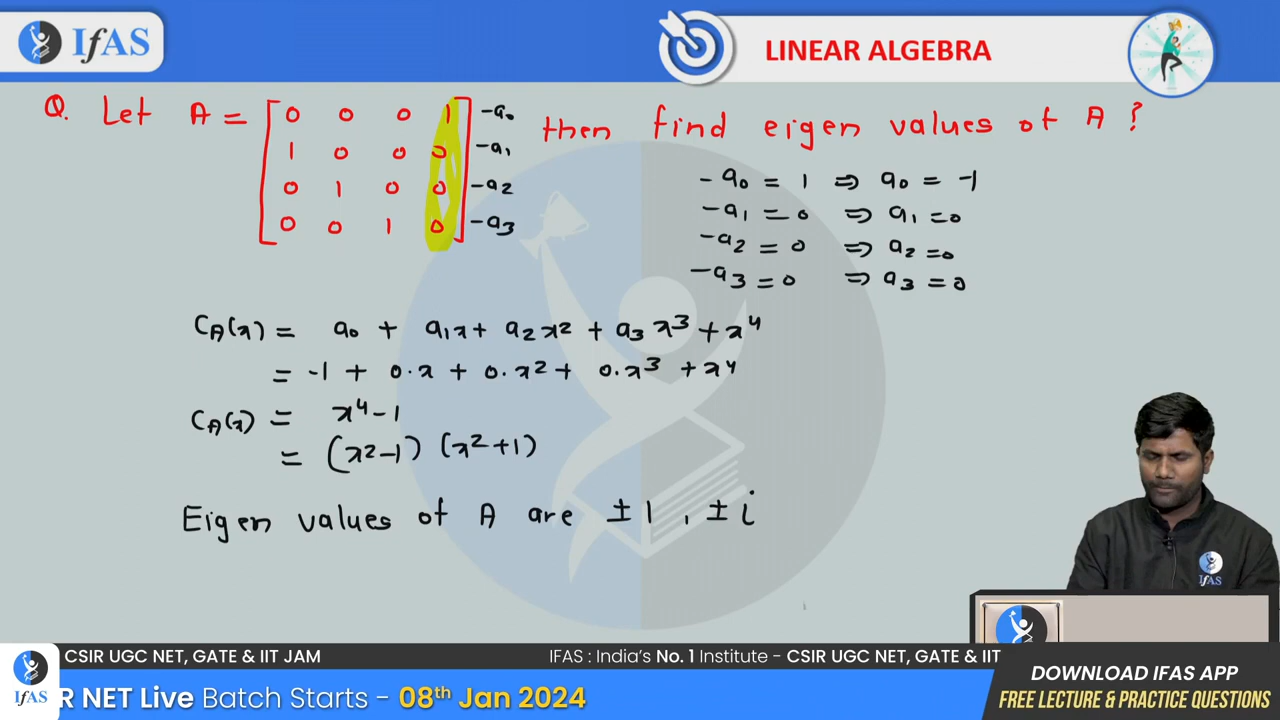 IfAS
LINEAR ALGEBRA
Q. Let A = [ 0 0 0 1 ] -a₀ then find eigen values of A ?
1 0 0 0 -a₁
0 1 0 0 -a₂
0 0 1 0 -a₃
-a₀ = 1 ⇒ a₀ = -1
-a₁ = 0 ⇒ a₁ = 0
-a₂ = 0 ⇒ a₂ = 0
-a₃ = 0 ⇒ a₃ = 0
C_A(x) = a₀ + a₁x + a₂x² + a₃x³ + x⁴
= -1 + 0·x + 0·x² + 0·x³ + x⁴
C_A(x) = x⁴-1
= (x²-1) (x²+1)
Eigen values of A are ±1 , ±i
IfAS
CSIR UGC NET, GATE & IIT JAM IFAS : India's No. 1 Institute - CSIR UGC NET, GATE & IIT
IfAS
R NET Live Batch Starts - 08th Jan 2024
DOWNLOAD IFAS APP
FREE LECTURE & PRACTICE QUESTIONS